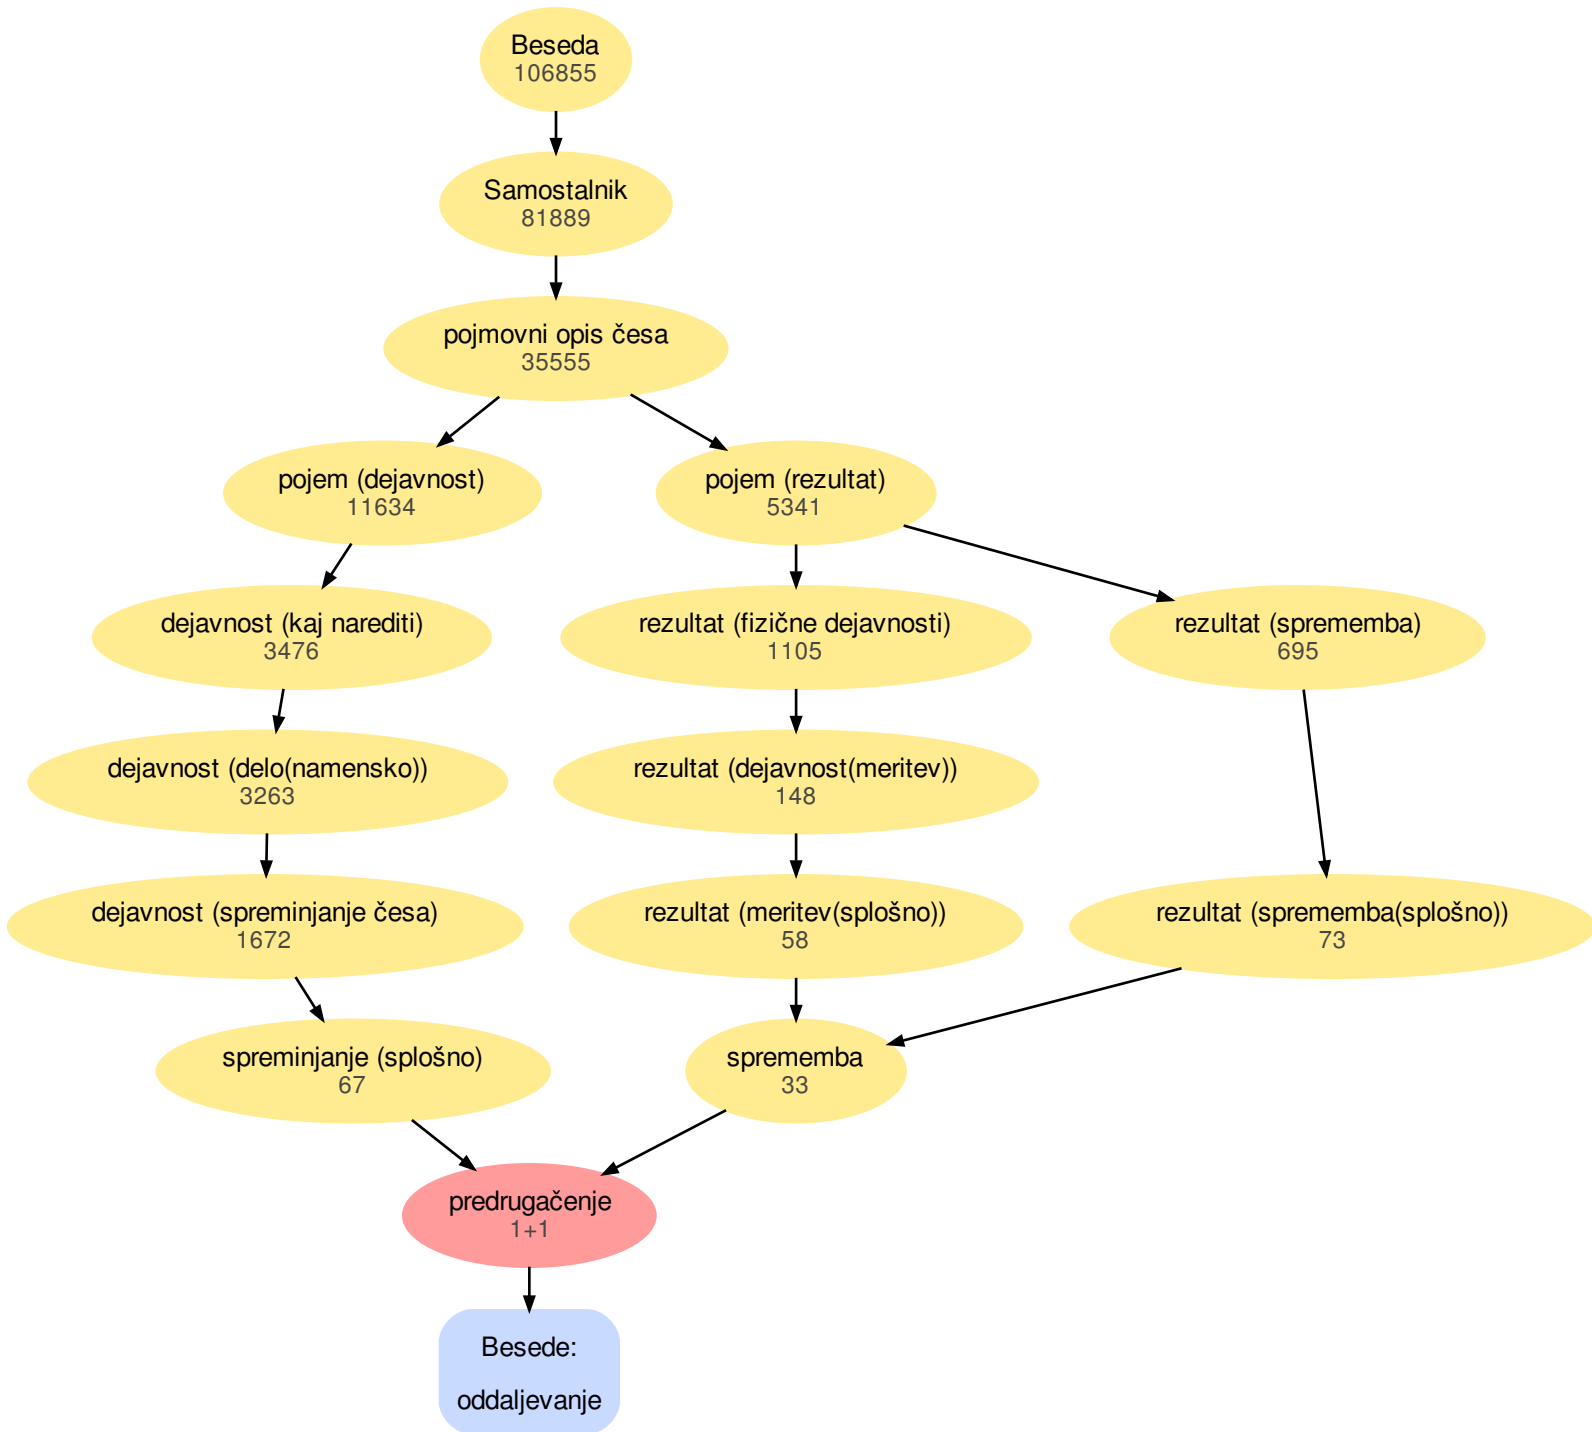 Beseda
106855
Samostalnik
81889
pojmovni opis česa
35555
pojem (dejavnost)
11634
pojem (rezultat)
5341
dejavnost (kaj narediti)
3476
rezultat (fizične dejavnosti)
1105
rezultat (sprememba)
695
dejavnost (delo(namensko))
3263
rezultat (dejavnost(meritev))
148
dejavnost (spreminjanje česa)
1672
rezultat (meritev(splošno))
58
rezultat (sprememba(splošno))
73
spreminjanje (splošno)
67
sprememba
33
predrugačenje
1+1
Besede:
oddaljevanje